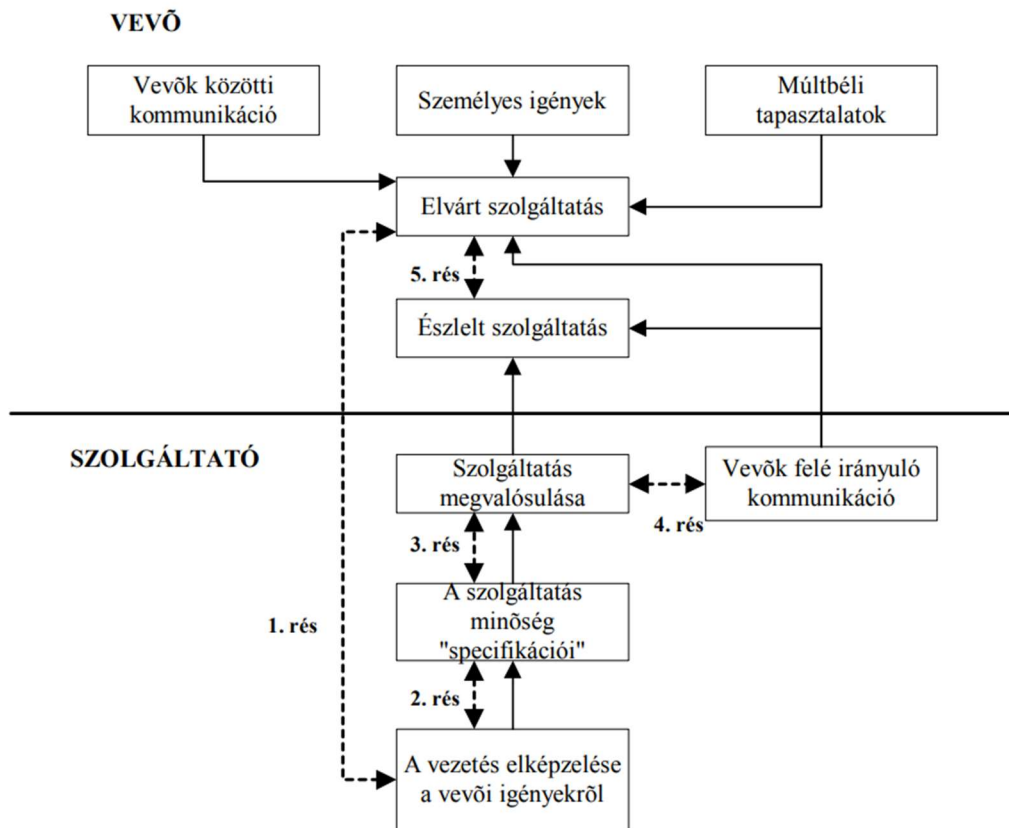 VEVÕ
Vevõk közötti
kommunikáció
Személyes igények
Múltbéli
tapasztalatok
Elvárt szolgáltatás
5. rés
Észlelt szolgáltatás
SZOLGÁLTATÓ
Szolgáltatás
megvalósulása
Vevõk felé irányuló
kommunikáció
4. rés
3. rés
A szolgáltatás
minõség
"specifikációi"
1. rés
2. rés
A vezetés elképzelése
a vevõi igényekrõl